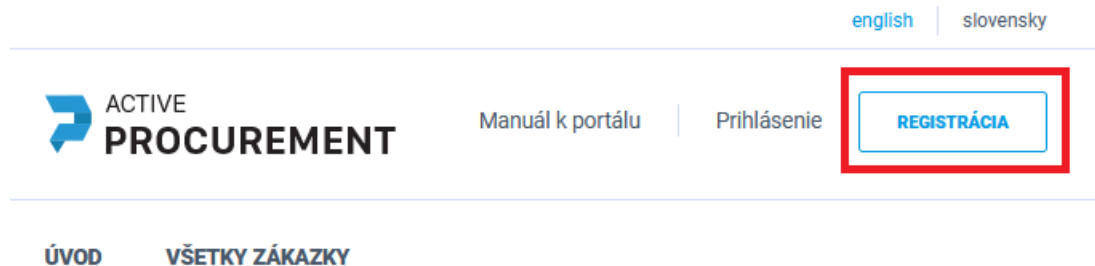 english slovensky
ACTIVE
PROCUREMENT
Manuál k portálu Prihlásenie REGISTRÁCIA
ÚVOD VŠETKY ZÁKAZKY